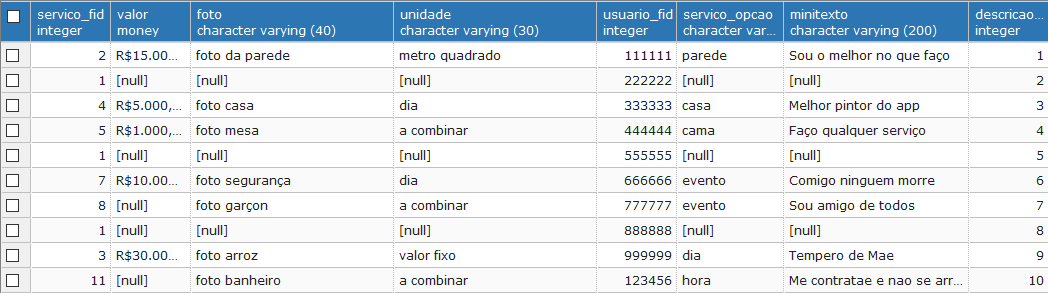 servico_fid valor foto unidade usuario_fid servico_opcao minitexto descricao...
integer money character varying (40) character varying (30) integer character var... character varying (200) integer
2 R$15.00... foto da parede metro quadrado 111111 parede Sou o melhor no que faço 1
1 [null] [null] [null] 222222 [null] [null] 2
4 R$5.000,... foto casa dia 333333 casa Melhor pintor do app 3
5 R$1.000,... foto mesa a combinar 444444 cama Faço qualquer serviço 4
1 [null] [null] [null] 555555 [null] [null] 5
7 R$10.00... foto segurança dia 666666 evento Comigo ninguem morre 6
8 [null] foto garçon a combinar 777777 evento Sou amigo de todos 7
1 [null] [null] [null] 888888 [null] [null] 8
3 R$30.00... foto arroz valor fixo 999999 dia Tempero de Mae 9
11 [null] foto banheiro a combinar 123456 hora Me contratae e nao se arr... 10